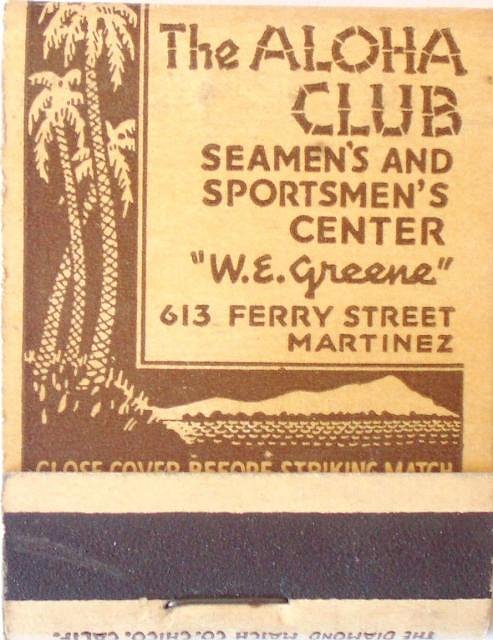 The ALOHA
CLUB
SEAMEN'S AND
SPORTSMEN'S
CENTER
"W.E. Greene"
613 FERRY STREET
MARTINEZ
CLOSE COVER BEFORE STRIKING MATCH
THE DIAMOND MATCH CO. CHICO, CALIF.